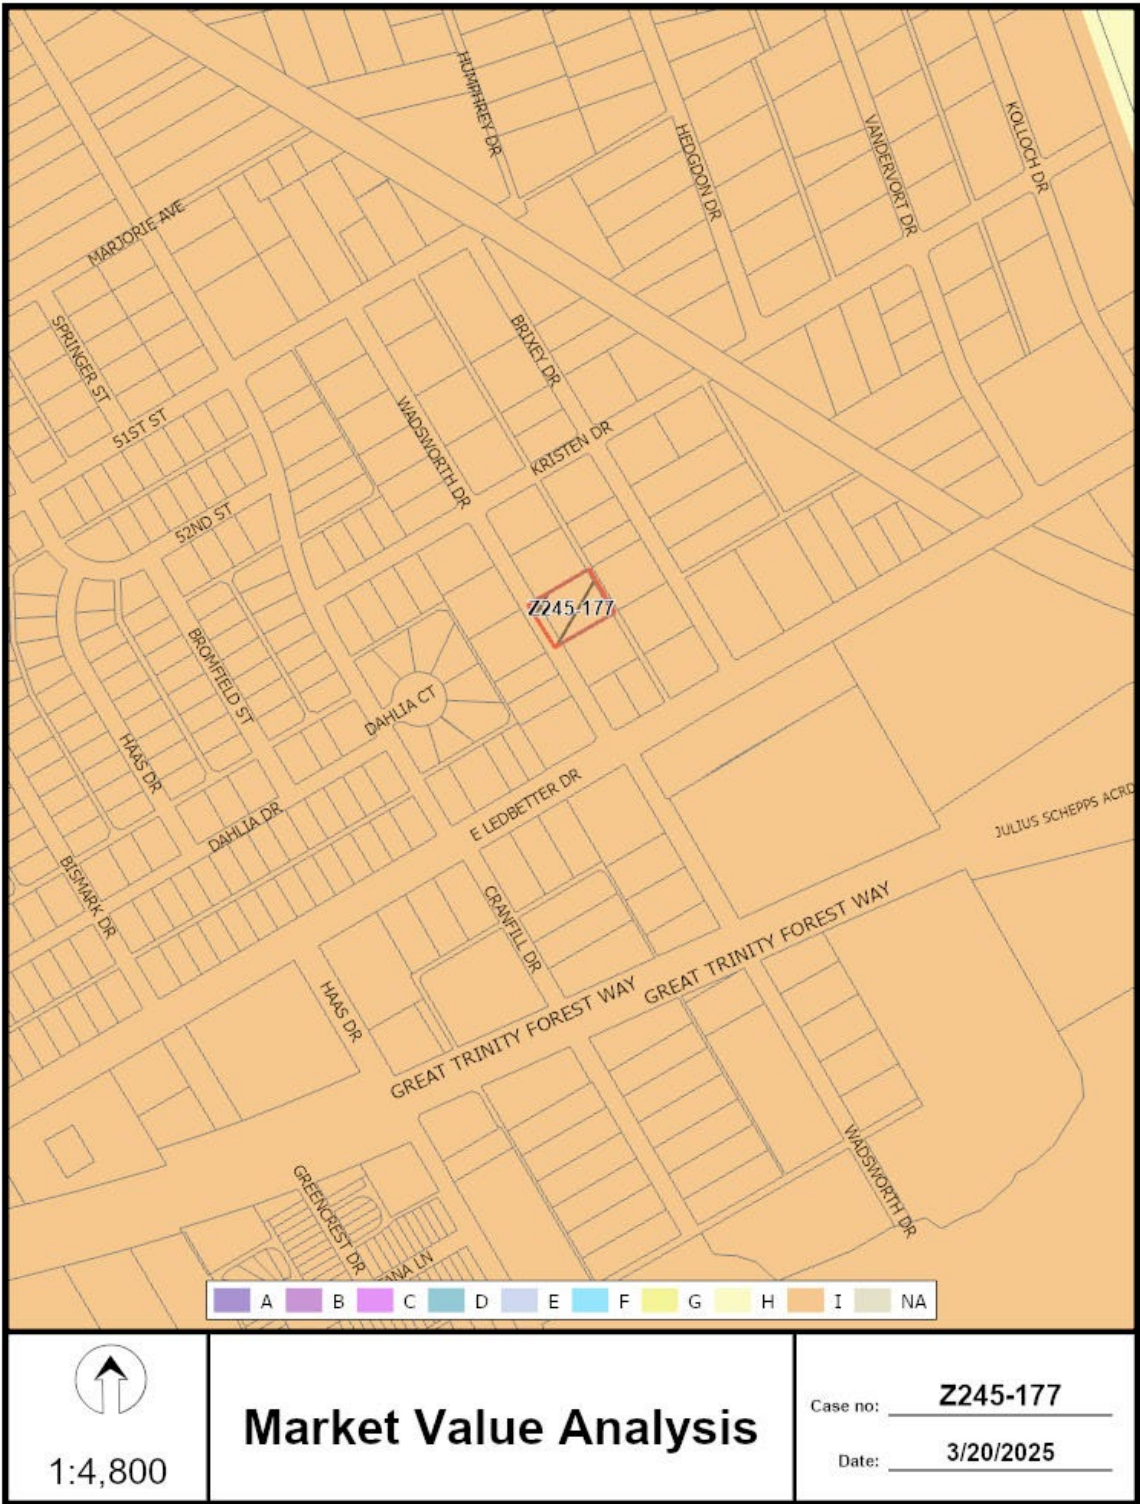 HUMPHREY DR
HEDGDON DR
VANDERVORT DR
KOLLOCH DR
MARJORIE AVE
SPRINGER ST
BRIXEY DR
51ST ST
WADSWORTH DR
KRISTEN DR
52ND ST
Z245-177
BROMFIELD ST
DAHLIA CT
HAAS DR
E LEDBETTER DR
DAHLIA DR
JULIUS SCHEPPS ACRD
BISMARK DR
CRANFILL DR
GREAT TRINITY FOREST WAY
GREAT TRINITY FOREST WAY
HAAS DR
WADSWORTH DR
GREENCREST DR
ANA LN
A B C D E F G H I NA
1:4,800
Market Value Analysis
Case no: Z245-177
Date: 3/20/2025